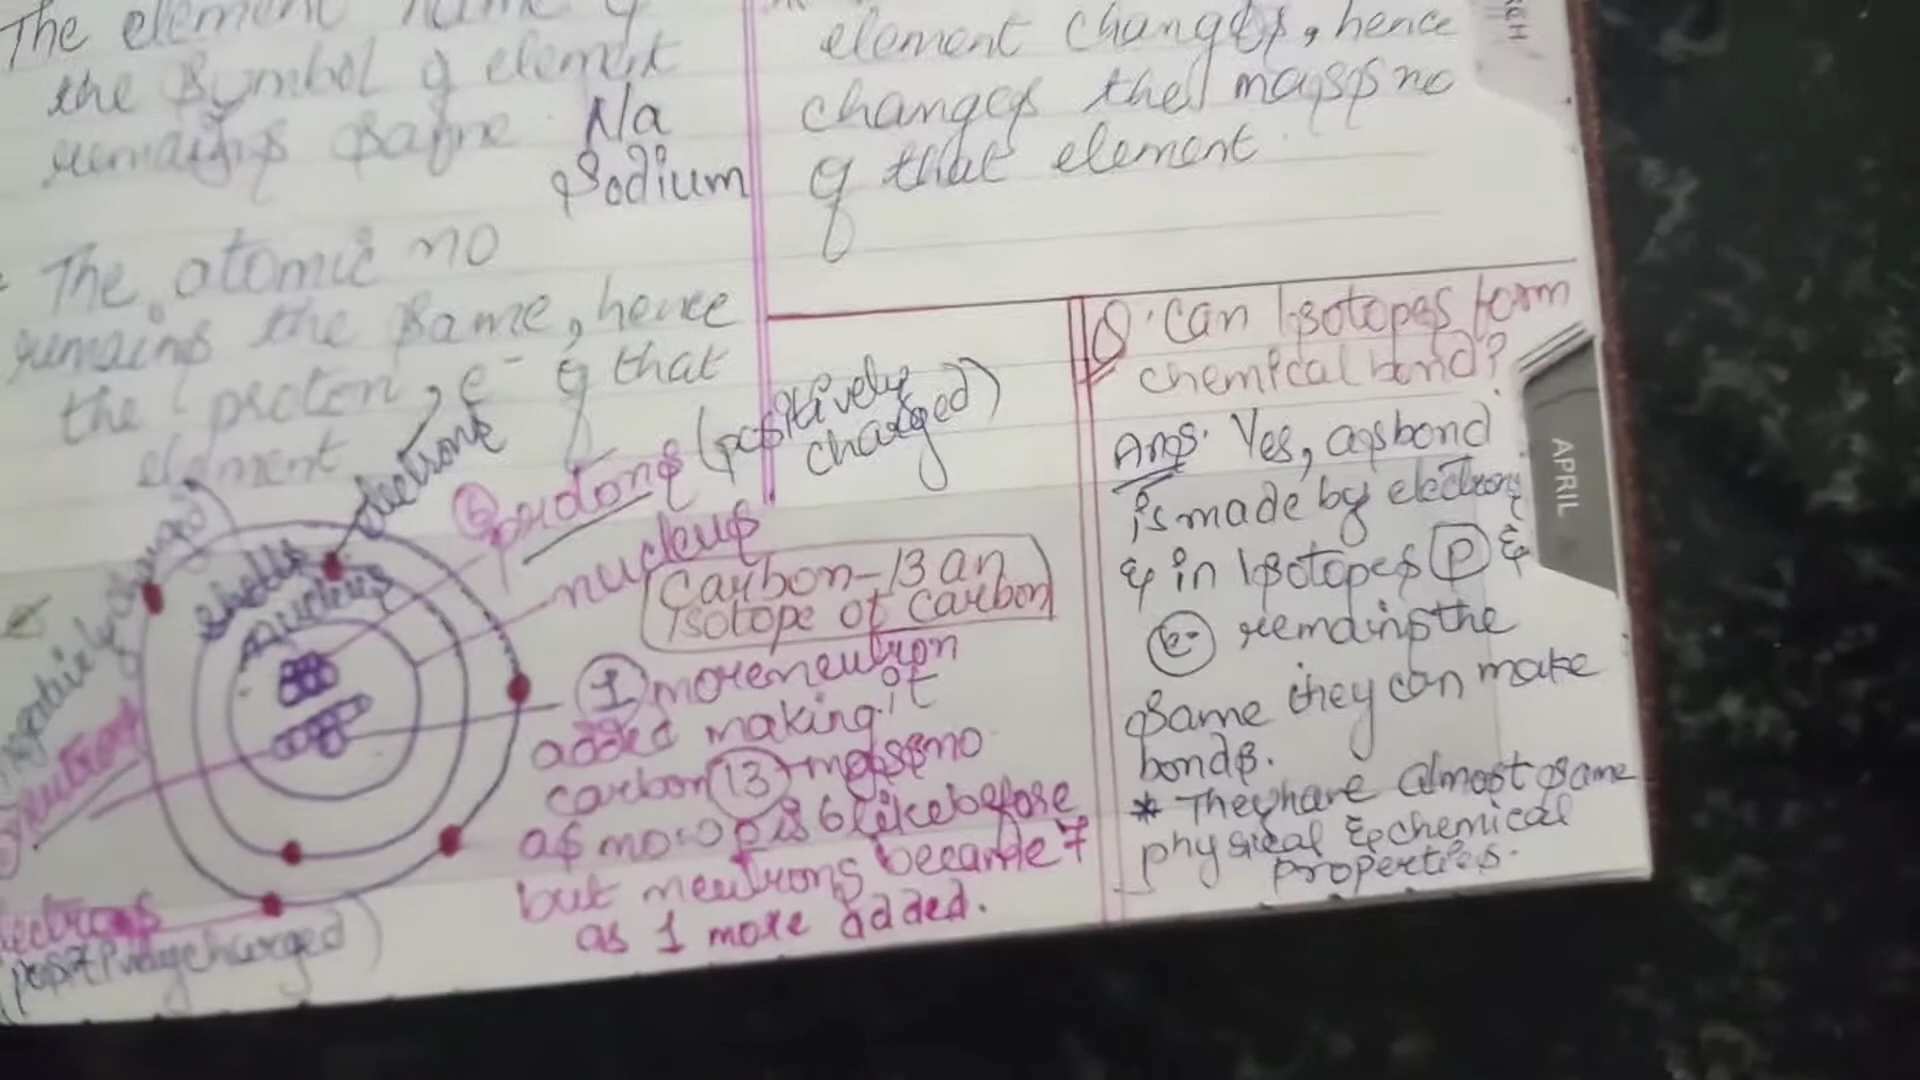 The element name of
the symbol of element
remains same
Na
Sodium
The atomic no
remains the same, hence
the proton, e⁻ of that
element
element changes, hence
changes the mass no
of that element
electrons
6 protons (positively
charged)
nucleus
shells
nucleus
negatively charged
neutrons
electrons
Carbon-13 an
isotope of carbon
1 more neutron
added making it
carbon 13 → mass no
as no. of p is 6 like before
but neutrons became 7
as 1 more added.
Q. Can Isotopes form
chemical bond?
Ans. Yes, as bond
is made by electrons
& in Isotopes P &
e- remains the
same they can make
bonds.
* They have almost same
physical & chemical
properties.
APRIL